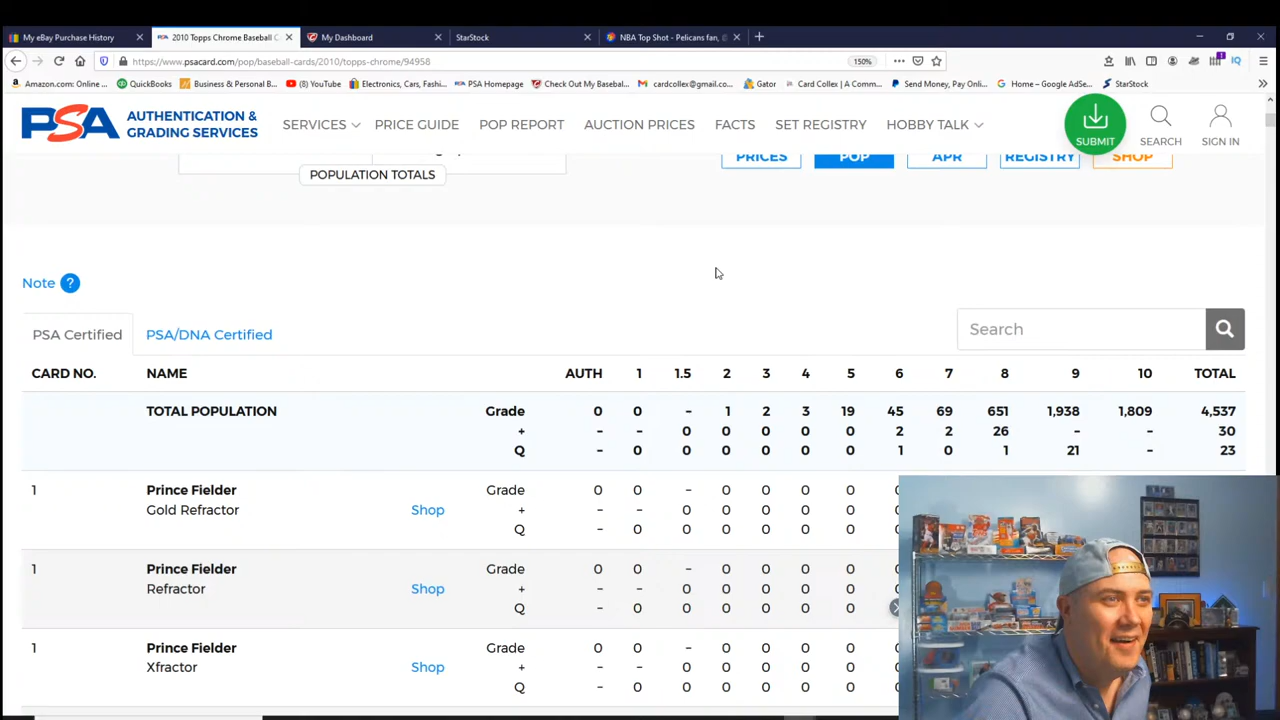 My eBay Purchase History
2010 Topps Chrome Baseball C
My Dashboard
StarStock
NBA Top Shot - Pelicans fan,
https://www.psacard.com/pop/baseball-cards/2010/topps-chrome/94958
150%
Amazon.com: Online ...
QuickBooks
Business & Personal B...
(8) YouTube
Electronics, Cars, Fashi...
PSA Homepage
Check Out My Baseball...
cardcollex@gmail.co...
Gator
Card Collex | A Comm...
Send Money, Pay Onli...
Home – Google AdSe...
StarStock
PSA
AUTHENTICATION &
GRADING SERVICES
SERVICES
PRICE GUIDE
POP REPORT
AUCTION PRICES
FACTS
SET REGISTRY
HOBBY TALK
SUBMIT
SEARCH
SIGN IN
PRICES
POP
APR
REGISTRY
SHOP
POPULATION TOTALS
Note ?
PSA Certified
PSA/DNA Certified
Search
CARD NO. NAME AUTH 1 1.5 2 3 4 5 6 7 8 9 10 TOTAL
TOTAL POPULATION Grade 0 0 – 1 2 3 19 45 69 651 1,938 1,809 4,537
+ – – 0 0 0 0 0 2 2 26 – – 30
Q – 0 0 0 0 0 0 1 0 1 21 – 23
1 Prince Fielder Grade 0 0 – 0 0 0 0
Gold Refractor Shop + – – 0 0 0 0 0
Q – 0 0 0 0 0 0
1 Prince Fielder Grade 0 0 – 0 0 0 0
Refractor Shop + – – 0 0 0 0 0
Q – 0 0 0 0 0 0
1 Prince Fielder Grade 0 0 – 0 0 0 0
Xfractor Shop + – – 0 0 0 0 0
Q – 0 0 0 0 0 0